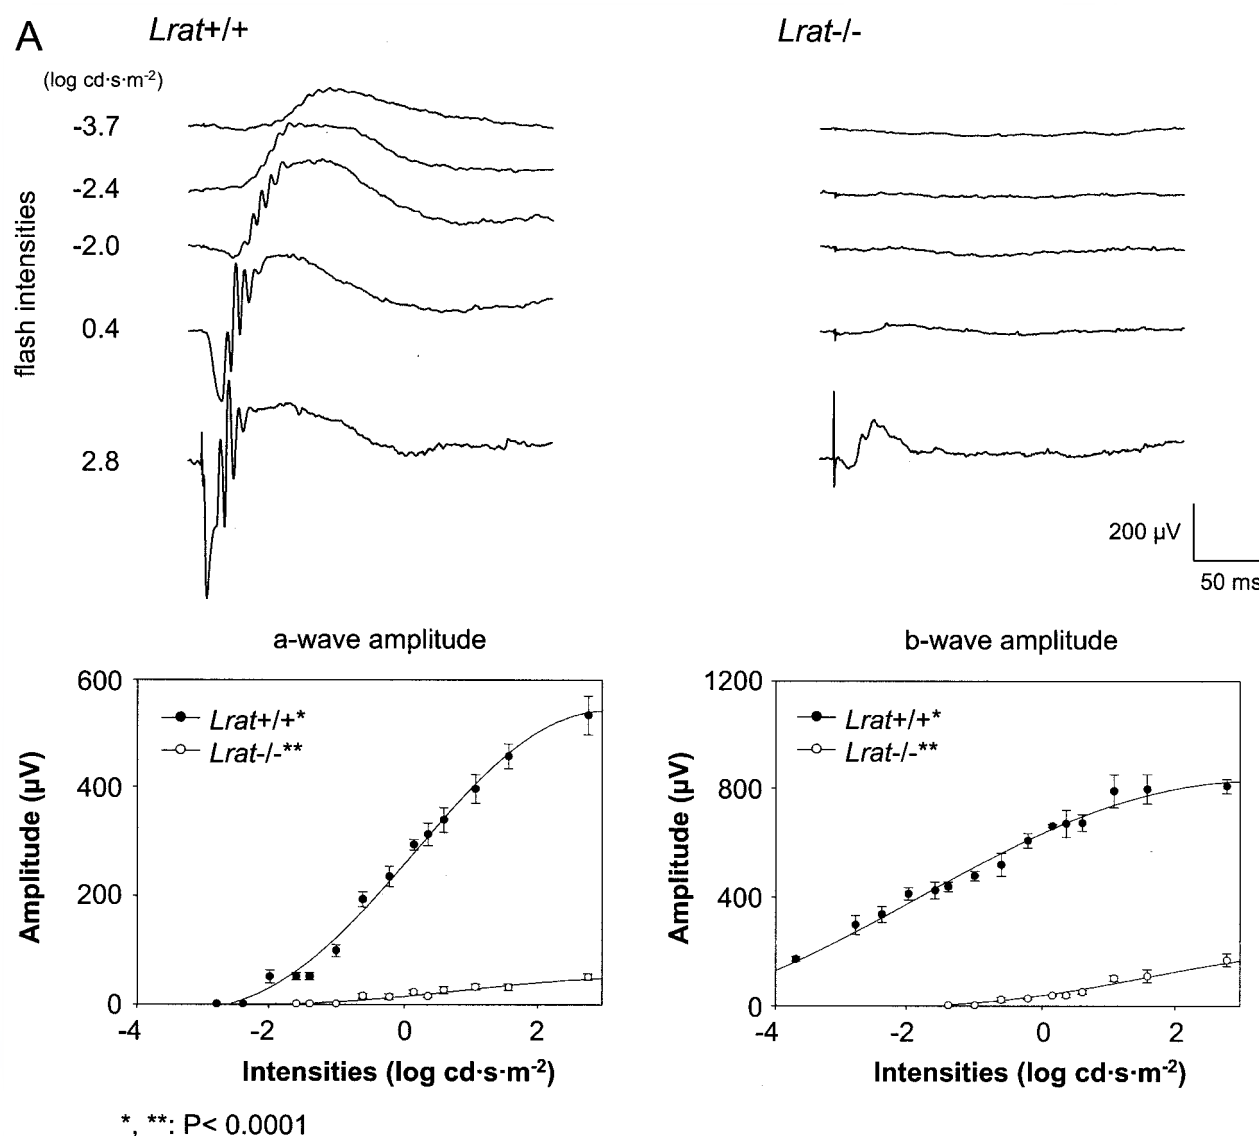 A
Lrat+/+
Lrat-/-
(log cd·s·m-2)
flash intensities
-3.7
-2.4
-2.0
0.4
2.8
200 µV
50 ms
a-wave amplitude
600
400
200
0
Amplitude (µV)
Lrat+/+*
Lrat-/-**
-4
-2
0
2
Intensities (log cd·s·m-2)
b-wave amplitude
1200
800
400
0
Amplitude (µV)
Lrat+/+*
Lrat-/-**
-4
-2
0
2
Intensities (log cd·s·m-2)
*, **: P< 0.0001